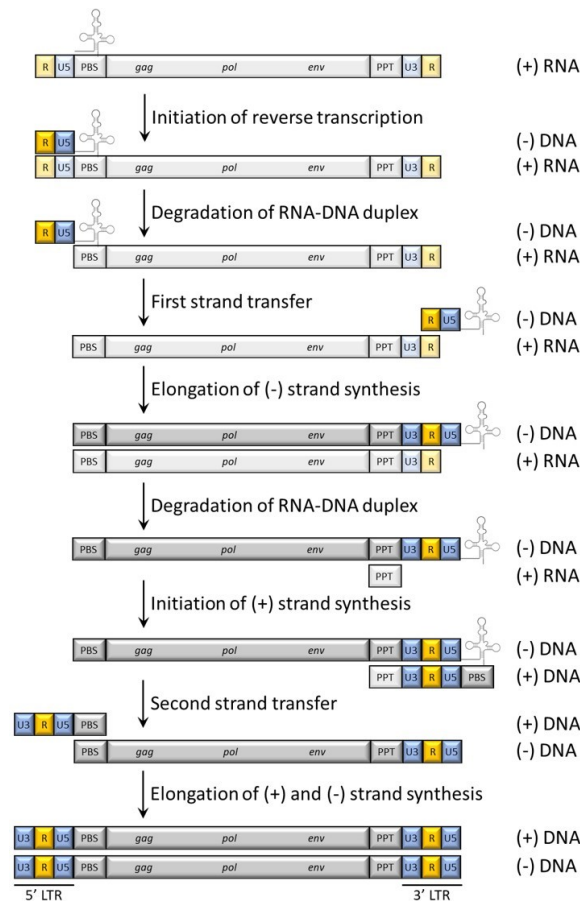 R U5 PBS gag pol env PPT U3 R (+) RNA
Initiation of reverse transcription
R U5 (-) DNA
R U5 PBS gag pol env PPT U3 R (+) RNA
Degradation of RNA-DNA duplex
R U5 (-) DNA
PBS gag pol env PPT U3 R (+) RNA
First strand transfer
R U5 (-) DNA
PBS gag pol env PPT U3 R (+) RNA
Elongation of (-) strand synthesis
PBS gag pol env PPT U3 R U5 (-) DNA
PBS gag pol env PPT U3 R (+) RNA
Degradation of RNA-DNA duplex
PBS gag pol env PPT U3 R U5 (-) DNA
PPT (+) RNA
Initiation of (+) strand synthesis
PBS gag pol env PPT U3 R U5 (-) DNA
PPT U3 R U5 PBS (+) DNA
Second strand transfer
U3 R U5 PBS (+) DNA
PBS gag pol env PPT U3 R U5 (-) DNA
Elongation of (+) and (-) strand synthesis
U3 R U5 PBS gag pol env PPT U3 R U5 (+) DNA
U3 R U5 PBS gag pol env PPT U3 R U5 (-) DNA
5' LTR 3' LTR